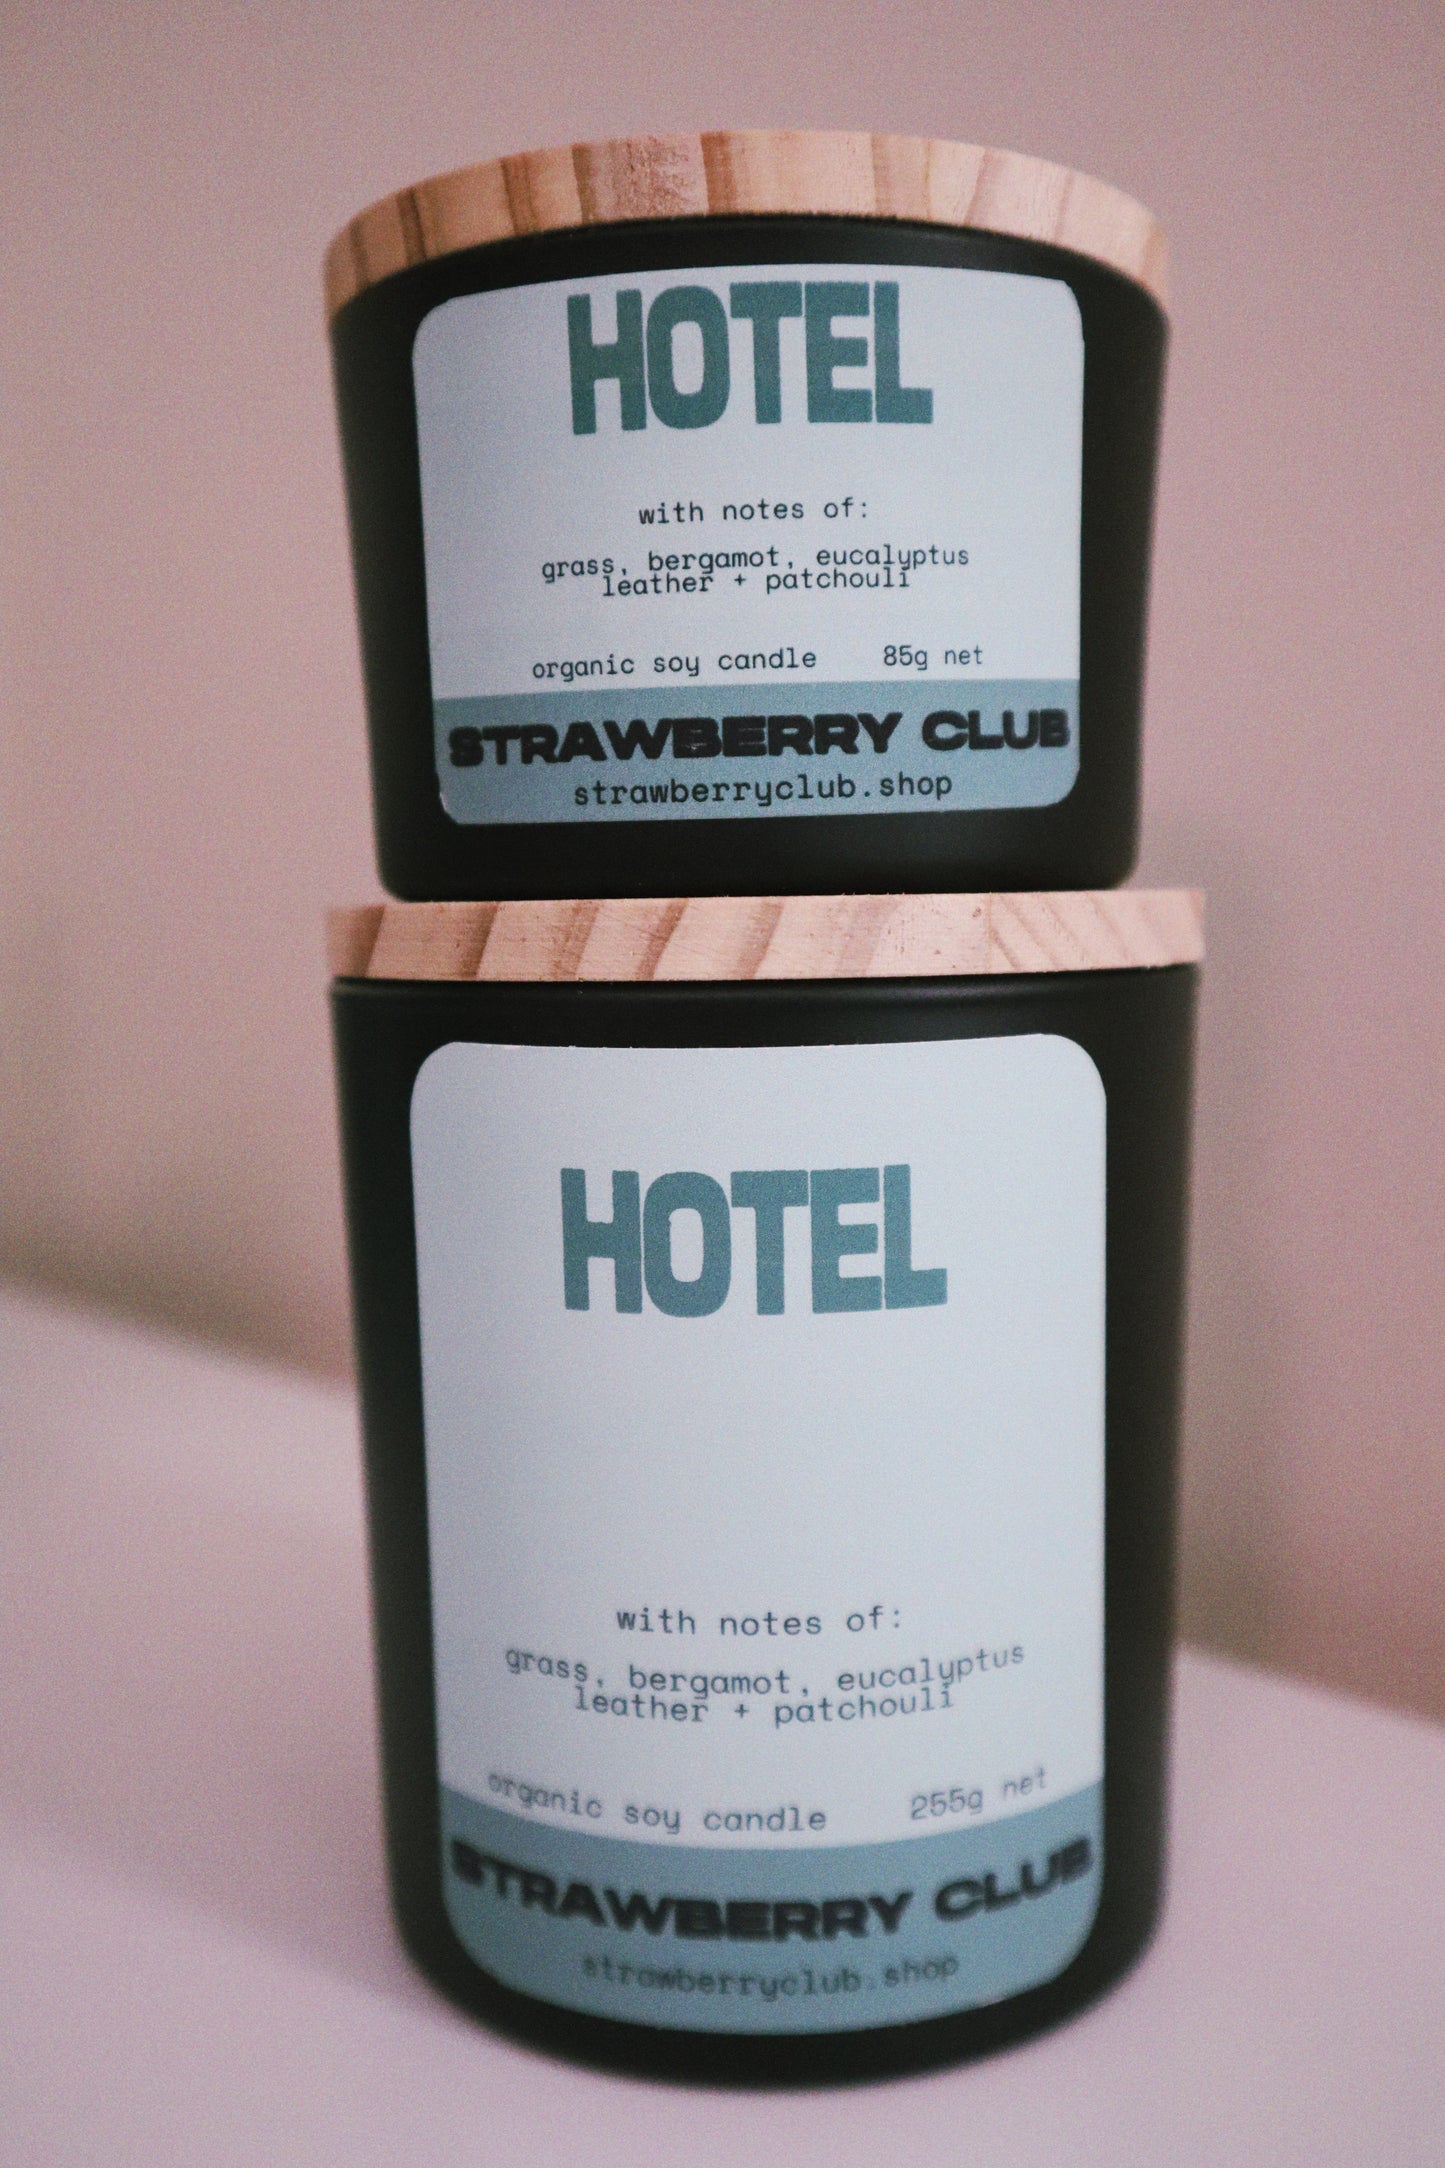 HOTEL
with notes of:
grass, bergamot, eucalyptus
leather + patchouli
organic soy candle 85g net
STRAWBERRY CLUB
strawberryclub.shop
HOTEL
with notes of:
grass, bergamot, eucalyptus
leather + patchouli
organic soy candle 255g net
STRAWBERRY CLUB
strawberryclub.shop